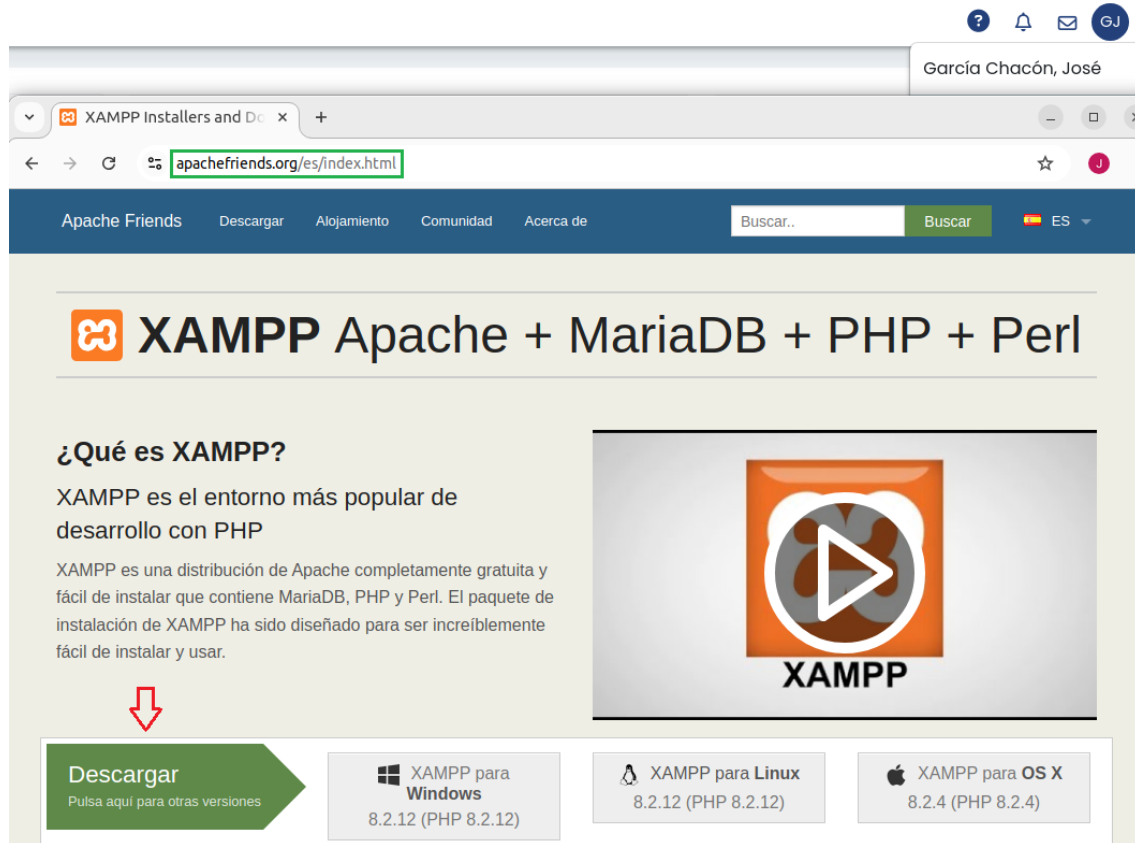 ? GJ
García Chacón, José
XAMPP Installers and Do
apachefriends.org/es/index.html
J
Apache Friends Descargar Alojamiento Comunidad Acerca de Buscar.. Buscar ES
XAMPP Apache + MariaDB + PHP + Perl
¿Qué es XAMPP?
XAMPP es el entorno más popular de
desarrollo con PHP
XAMPP es una distribución de Apache completamente gratuita y
fácil de instalar que contiene MariaDB, PHP y Perl. El paquete de
instalación de XAMPP ha sido diseñado para ser increíblemente
fácil de instalar y usar.
XAMPP
Descargar
Pulsa aquí para otras versiones
XAMPP para
Windows
8.2.12 (PHP 8.2.12)
XAMPP para Linux
8.2.12 (PHP 8.2.12)
XAMPP para OS X
8.2.4 (PHP 8.2.4)